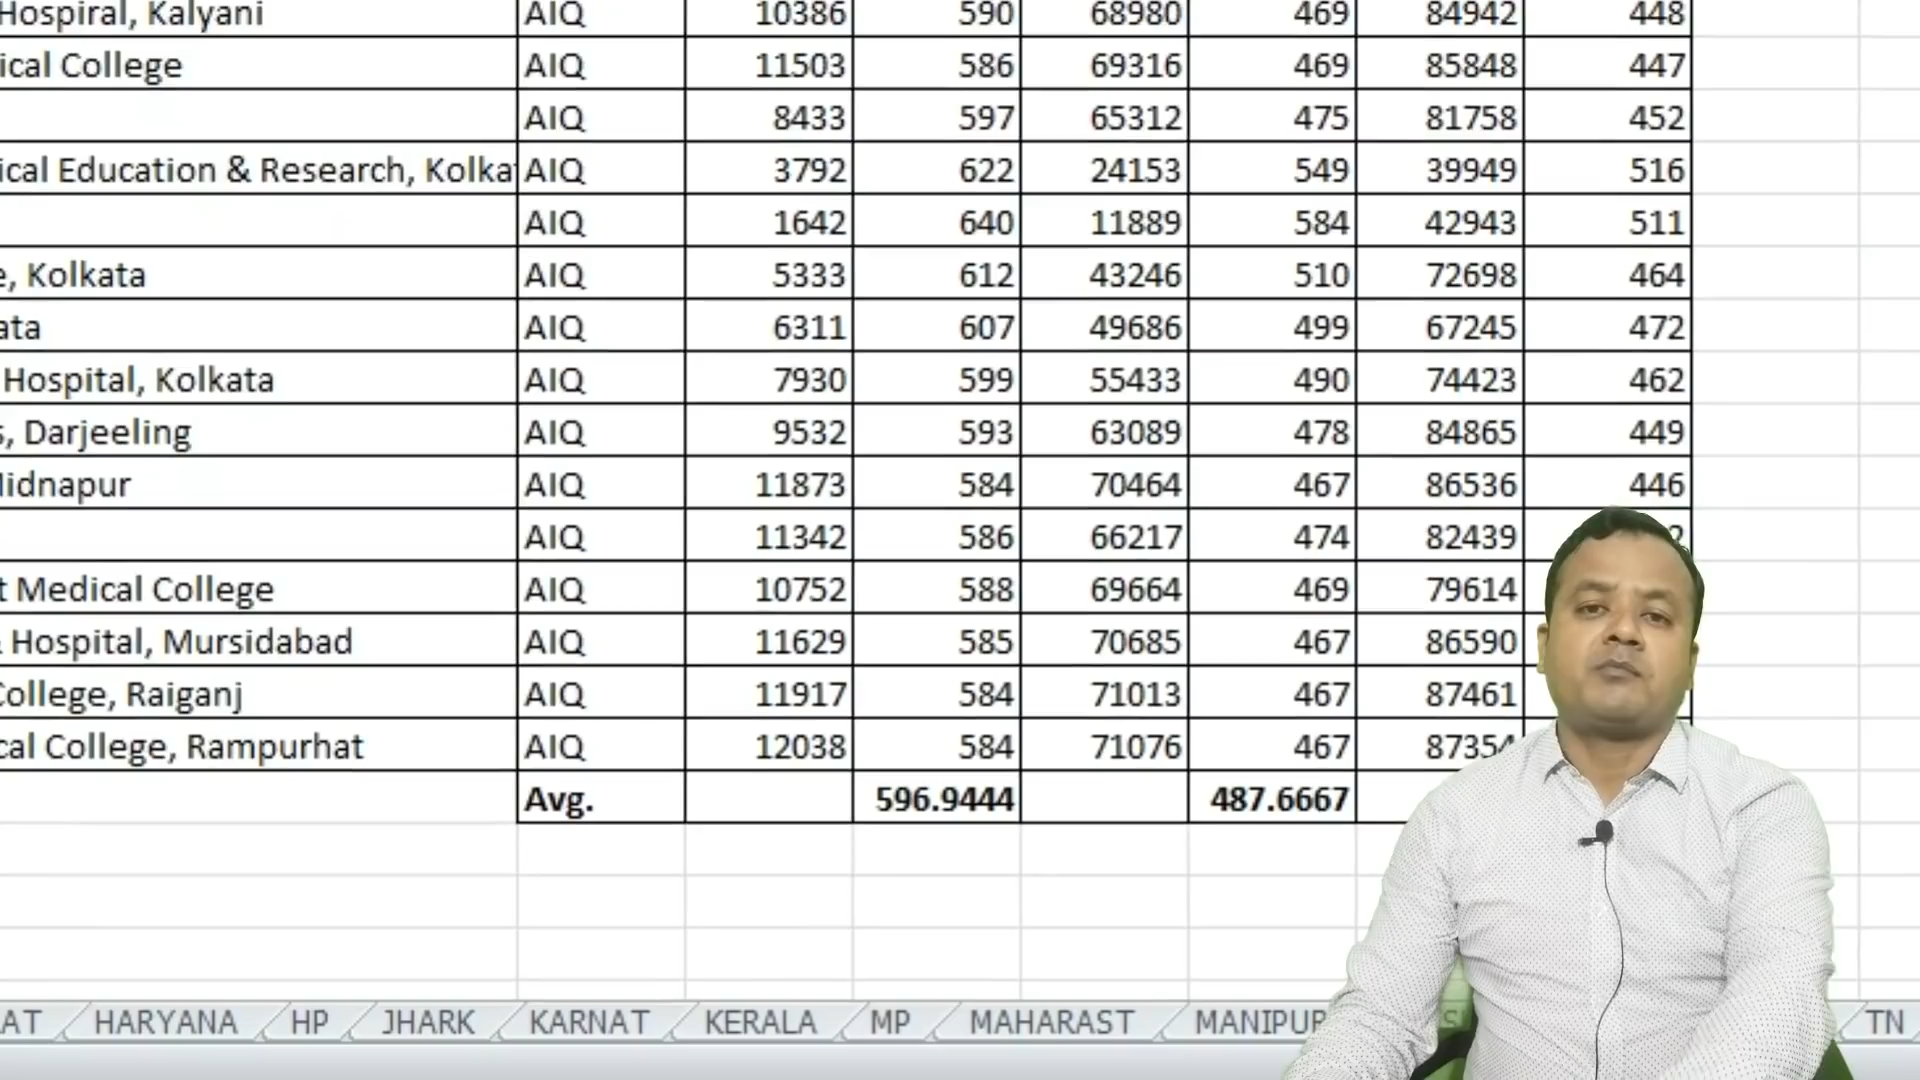 Hospiral, Kalyani AIQ 10386 590 68980 469 84942 448
ical College AIQ 11503 586 69316 469 85848 447
AIQ 8433 597 65312 475 81758 452
ical Education & Research, Kolka AIQ 3792 622 24153 549 39949 516
AIQ 1642 640 11889 584 42943 511
e, Kolkata AIQ 5333 612 43246 510 72698 464
ata AIQ 6311 607 49686 499 67245 472
Hospital, Kolkata AIQ 7930 599 55433 490 74423 462
s, Darjeeling AIQ 9532 593 63089 478 84865 449
idnapur AIQ 11873 584 70464 467 86536 446
AIQ 11342 586 66217 474 82439
t Medical College AIQ 10752 588 69664 469 79614
Hospital, Mursidabad AIQ 11629 585 70685 467 86590
College, Raiganj AIQ 11917 584 71013 467 87461
cal College, Rampurhat AIQ 12038 584 71076 467 87354
Avg. 596.9444 487.6667
AT HARYANA HP JHARK KARNAT KERALA MP MAHARAST MANIPUR TN